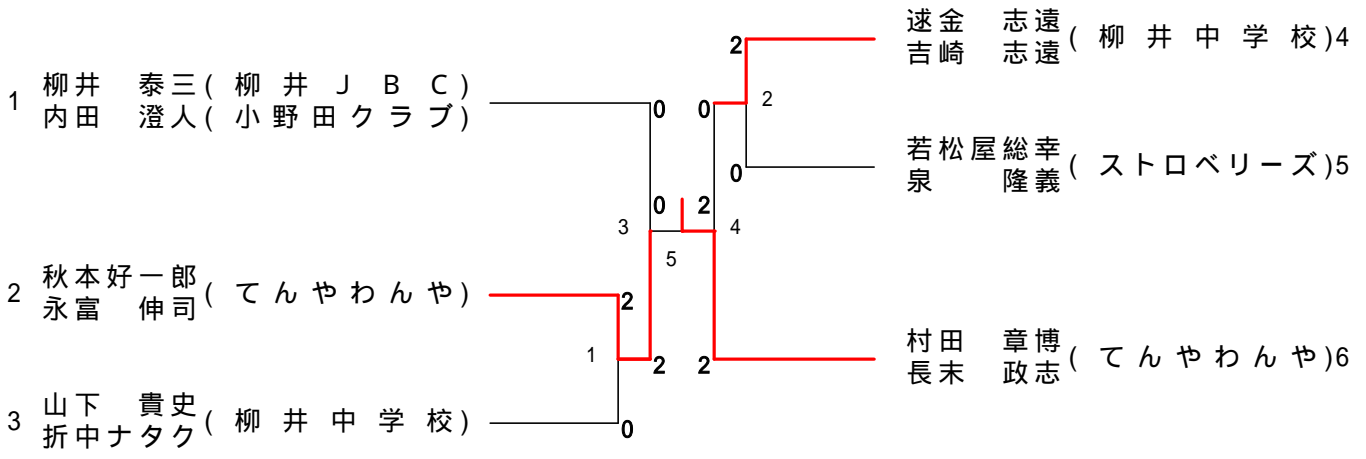 1 柳井 泰三(柳井JBC)
内田 澄人(小野田クラブ)
2 秋本好一郎
永富 伸司(てんやわんや)
3 山下 貴史
折中ナタク(柳井中学校)
0 0
0 2
3 4
5
2
1
2 2
0
2
2
0
逑金 志遠
吉崎 志遠(柳井中学校)4
若松屋総幸
泉 隆義(ストロベリーズ)5
村田 章博
長末 政志(てんやわんや)6